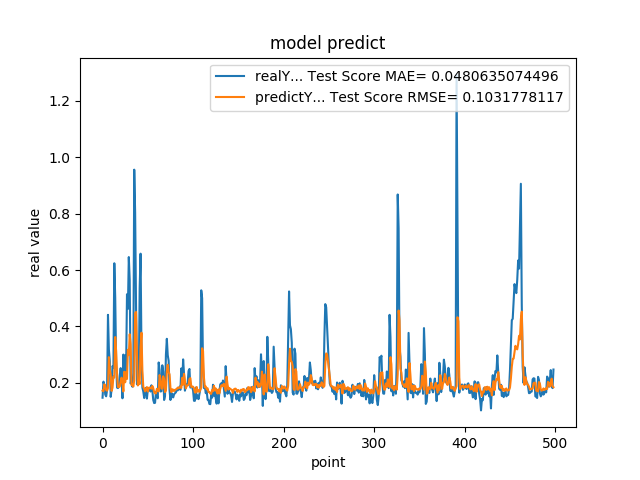 model predict
realY... Test Score MAE= 0.0480635074496
predictY... Test Score RMSE= 0.1031778117
1.2
1.0
0.8
0.6
0.4
0.2
real value
0 100 200 300 400 500
point